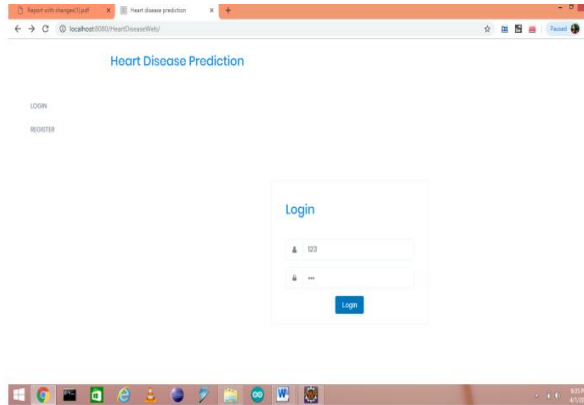 Report with changes(1).pdf
Heart disease prediction
localhost:8080/HeartDiseaseWeb/
Paused
Heart Disease Prediction
LOGIN
REGISTER
Login
123
•••
Login